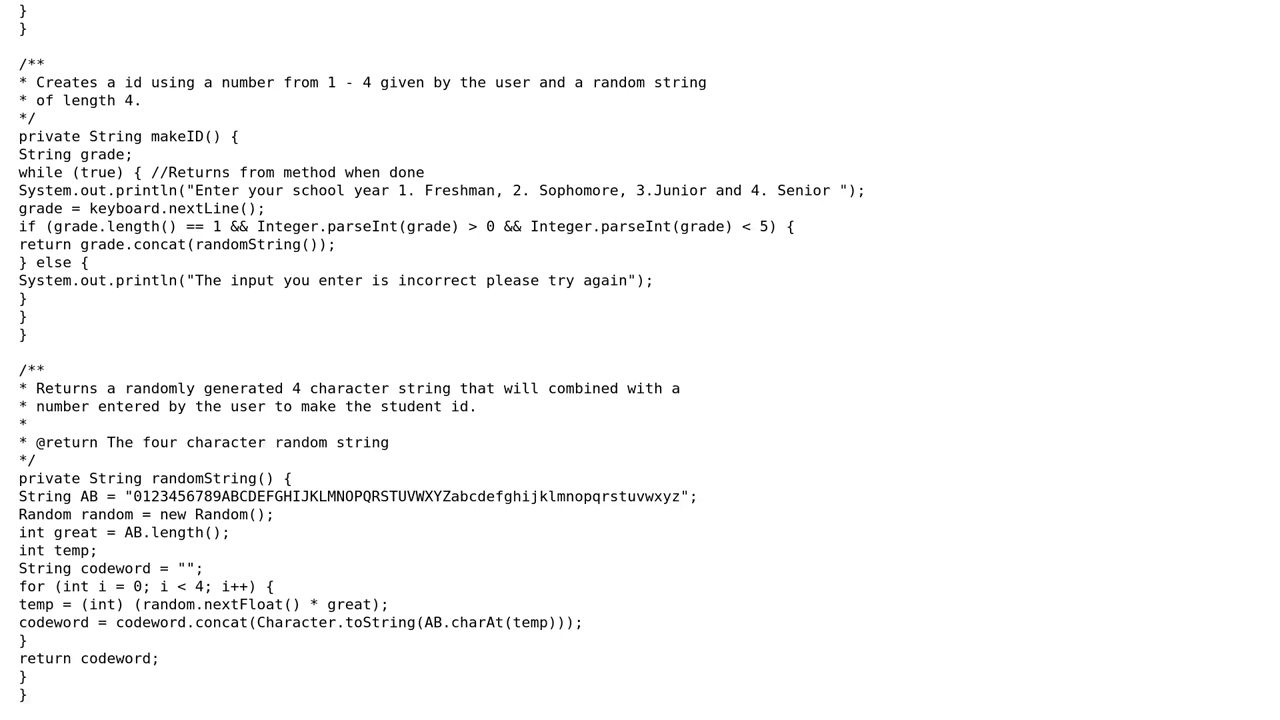 }
}
/**
* Creates a id using a number from 1 - 4 given by the user and a random string
* of length 4.
*/
private String makeID() {
String grade;
while (true) { //Returns from method when done
System.out.println("Enter your school year 1. Freshman, 2. Sophomore, 3.Junior and 4. Senior ");
grade = keyboard.nextLine();
if (grade.length() == 1 && Integer.parseInt(grade) > 0 && Integer.parseInt(grade) < 5) {
return grade.concat(randomString());
} else {
System.out.println("The input you enter is incorrect please try again");
}
}
}
/**
* Returns a randomly generated 4 character string that will combined with a
* number entered by the user to make the student id.
*
* @return The four character random string
*/
private String randomString() {
String AB = "0123456789ABCDEFGHIJKLMNOPQRSTUVWXYZabcdefghijklmnopqrstuvwxyz";
Random random = new Random();
int great = AB.length();
int temp;
String codeword = "";
for (int i = 0; i < 4; i++) {
temp = (int) (random.nextFloat() * great);
codeword = codeword.concat(Character.toString(AB.charAt(temp)));
}
return codeword;
}
}